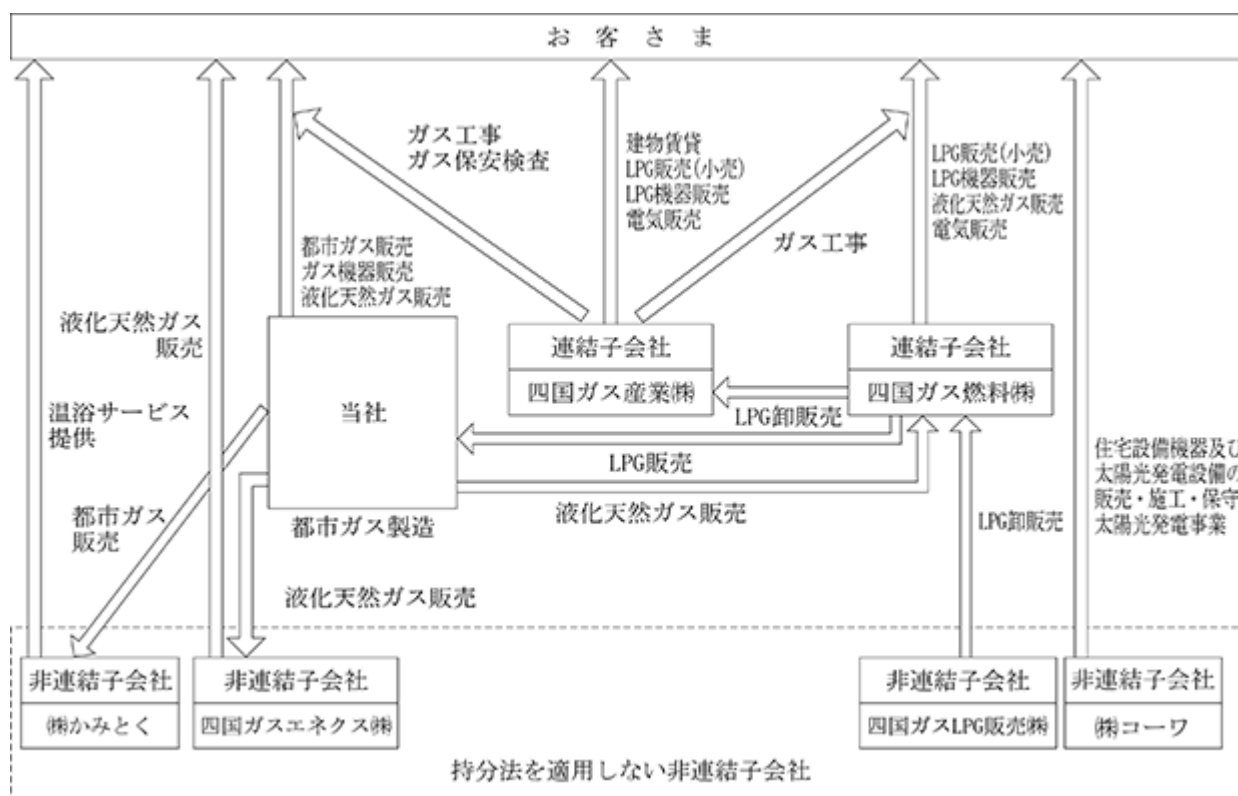 お客さま
ガス工事
ガス保安検査
建物賃貸
LPG販売(小売)
LPG機器販売
電気販売
LPG販売(小売)
LPG機器販売
液化天然ガス販売
電気販売
ガス工事
都市ガス販売
ガス機器販売
液化天然ガス販売
液化天然ガス
販売
温浴サービス
提供
都市ガス
販売
当社
都市ガス製造
連結子会社
四国ガス産業㈱
連結子会社
四国ガス燃料㈱
LPG卸販売
LPG販売
液化天然ガス販売
液化天然ガス販売
LPG卸販売
住宅設備機器及び
太陽光発電設備の
販売・施工・保守
太陽光発電事業
非連結子会社
㈱かみとく
非連結子会社
四国ガスエネクス㈱
非連結子会社
四国ガスLPG販売㈱
非連結子会社
㈱コーワ
持分法を適用しない非連結子会社